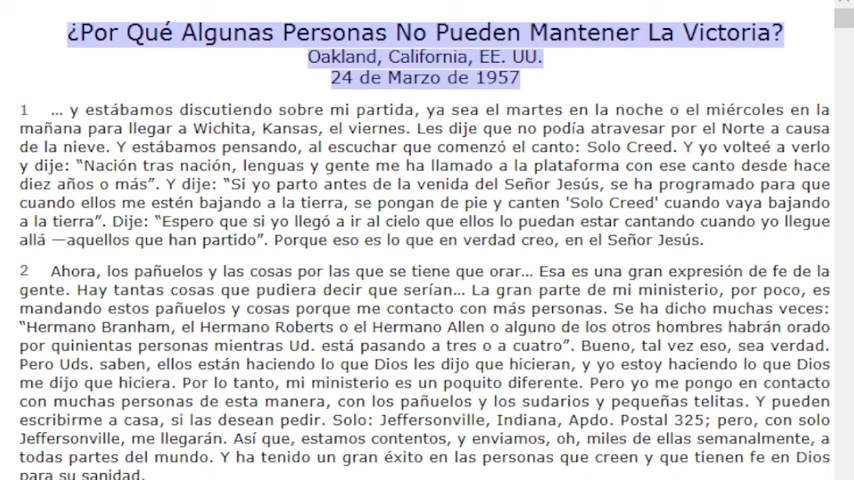 ¿Por Qué Algunas Personas No Pueden Mantener La Victoria?
Oakland, California, EE. UU.
24 de Marzo de 1957
1 … y estábamos discutiendo sobre mi partida, ya sea el martes en la noche o el miércoles en la
mañana para llegar a Wichita, Kansas, el viernes. Les dije que no podía atravesar por el Norte a causa
de la nieve. Y estábamos pensando, al escuchar que comenzó el canto: Solo Creed. Y yo volteé a verlo
y dije: “Nación tras nación, lenguas y gente me ha llamado a la plataforma con ese canto desde hace
diez años o más”. Y dije: “Si yo parto antes de la venida del Señor Jesús, se ha programado para que
cuando ellos me estén bajando a la tierra, se pongan de pie y canten 'Solo Creed' cuando vaya bajando
a la tierra”. Dije: “Espero que si yo llegó a ir al cielo que ellos lo puedan estar cantando cuando yo llegue
allá —aquellos que han partido”. Porque eso es lo que en verdad creo, en el Señor Jesús.
2 Ahora, los pañuelos y las cosas por las que se tiene que orar… Esa es una gran expresión de fe de la
gente. Hay tantas cosas que pudiera decir que serían… La gran parte de mi ministerio, por poco, es
mandando estos pañuelos y cosas porque me contacto con más personas. Se ha dicho muchas veces:
“Hermano Branham, el Hermano Roberts o el Hermano Allen o alguno de los otros hombres habrán orado
por quinientas personas mientras Ud. está pasando a tres o a cuatro”. Bueno, tal vez eso, sea verdad.
Pero Uds. saben, ellos están haciendo lo que Dios les dijo que hicieran, y yo estoy haciendo lo que Dios
me dijo que hiciera. Por lo tanto, mi ministerio es un poquito diferente. Pero yo me pongo en contacto
con muchas personas de esta manera, con los pañuelos y los sudarios y pequeñas telitas. Y pueden
escribirme a casa, si las desean pedir. Solo: Jeffersonville, Indiana, Apdo. Postal 325; pero, con solo
Jeffersonville, me llegarán. Así que, estamos contentos, y enviamos, oh, miles de ellas semanalmente, a
todas partes del mundo. Y ha tenido un gran éxito en las personas que creen y que tienen fe en Dios
para su sanidad.